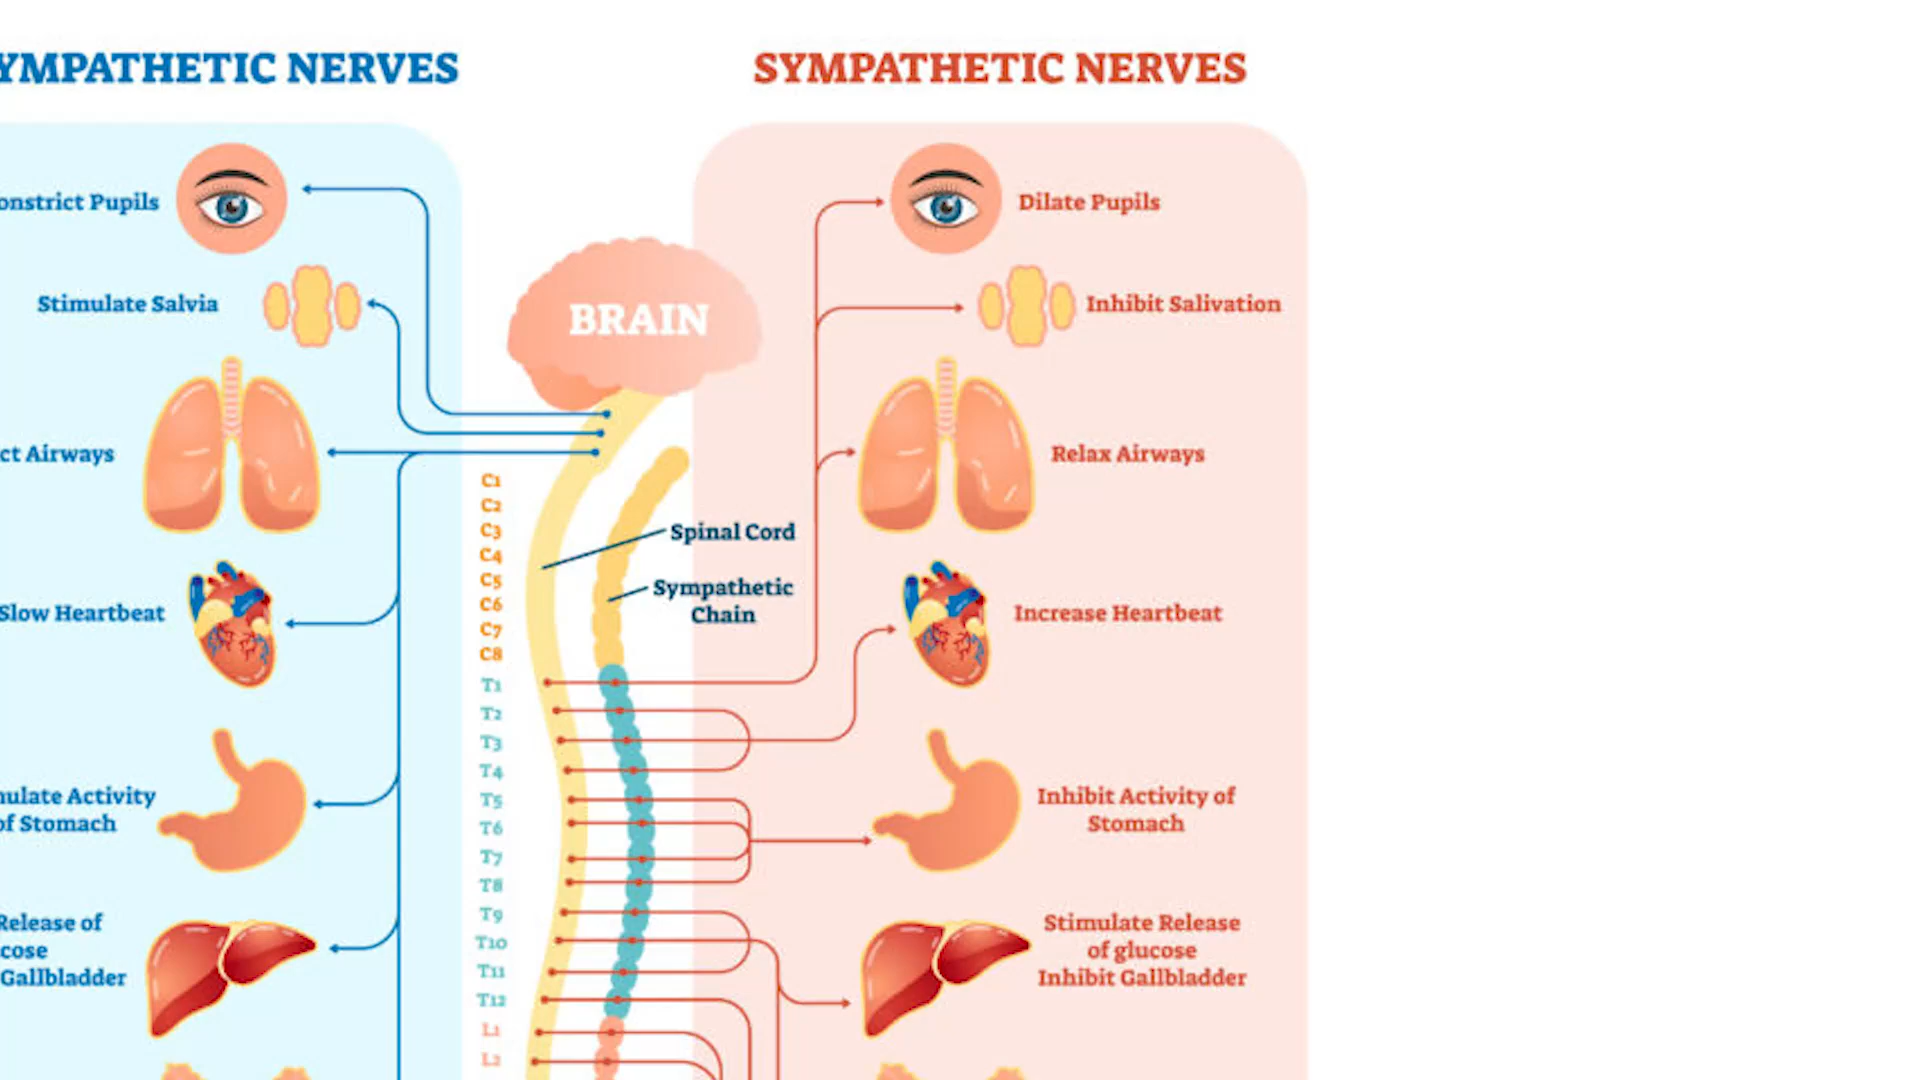 YMPATHETIC NERVES
onstrict Pupils
Stimulate Salvia
ct Airways
Slow Heartbeat
nulate Activity
of Stomach
Release of
cose
Gallbladder
BRAIN
C1
C2
C3
C4
C5
C6
C7
C8
T1
T2
T3
T4
T5
T6
T7
T8
T9
T10
T11
T12
L1
L2
Spinal Cord
Sympathetic
Chain
SYMPATHETIC NERVES
Dilate Pupils
Inhibit Salivation
Relax Airways
Increase Heartbeat
Inhibit Activity of
Stomach
Stimulate Release
of glucose
Inhibit Gallbladder